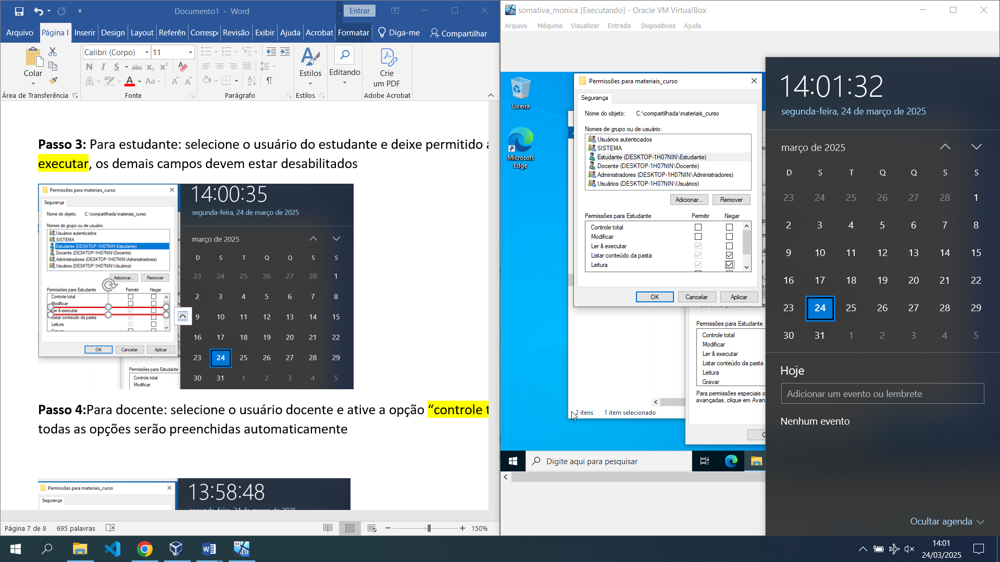 Documento1 - Word
Entrar
Arquivo
Página I
Inserir
Design
Layout
Referên
Corresp
Revisão
Exibir
Ajuda
Acrobat
Formatar
Diga-me
Compartilhar
Colar
Calibri (Corpo)
11
Estilos
Editando
Crie
um PDF
Área de Transferência
Fonte
Parágrafo
Estilos
Adobe Acrobat
Passo 3: Para estudante: selecione o usuário do estudante e deixe permitido
executar, os demais campos devem estar desabilitados
Permissões para materiais_curso
Segurança
Nome do objeto: C:\compartilhada\materiais_curso
Nomes de grupo ou de usuário:
Usuários autenticados
SISTEMA
Estudante (DESKTOP-1H07NIN\Estudante)
Docente (DESKTOP-1H07NIN\Docente)
Administradores (DESKTOP-1H07NIN\Administradores)
Usuários (DESKTOP-1H07NIN\Usuários)
Adicionar...
Remover
Permissões para Estudante Permitir Negar
Controle total
Modificar
Ler & executar
Listar conteúdo da pasta
Leitura
OK
Cancelar
Aplicar
Permissões para Estudante
Controle total
Modificar
14:00:35
segunda-feira, 24 de março de 2025
março de 2025
D S T Q Q S S
23 24 25 26 27 28 1
2 3 4 5 6 7 8
9 10 11 12 13 14 15
16 17 18 19 20 21 22
23 24 25 26 27 28 29
30 31 1 2 3 4 5
Passo 4:Para docente: selecione o usuário docente e ative a opção “controle t
todas as opções serão preenchidas automaticamente
Permissões para materiais_curso
Segurança
13:58:48
segunda-feira, 24 de março de 2025
Página 7 de 8
695 palavras
150%
somativa_monica [Executando] - Oracle VM VirtualBox
Arquivo
Máquina
Visualizar
Entrada
Dispositivos
Ajuda
Lixeira
Microsoft
Edge
Permissões para materiais_curso
Segurança
Nome do objeto: C:\compartilhada\materiais_curso
Nomes de grupo ou de usuário:
Usuários autenticados
SISTEMA
Estudante (DESKTOP-1H07NIN\Estudante)
Docente (DESKTOP-1H07NIN\Docente)
Administradores (DESKTOP-1H07NIN\Administradores)
Usuários (DESKTOP-1H07NIN\Usuários)
Adicionar...
Remover
Permissões para Estudante Permitir Negar
Controle total
Modificar
Ler & executar
Listar conteúdo da pasta
Leitura
OK
Cancelar
Aplicar
Permissões para Estudante
Controle total
Modificar
Ler & executar
Listar conteúdo da pasta
Leitura
Gravar
Para permissões especiais o
avançadas, clique em Avan
2 itens
1 item selecionado
Digite aqui para pesquisar
14:01:32
segunda-feira, 24 de março de 2025
março de 2025
D S T Q Q S S
23 24 25 26 27 28 1
2 3 4 5 6 7 8
9 10 11 12 13 14 15
16 17 18 19 20 21 22
23 24 25 26 27 28 29
30 31 1 2 3 4 5
Hoje
Adicionar um evento ou lembrete
Nenhum evento
Ocultar agenda
14:01
24/03/2025